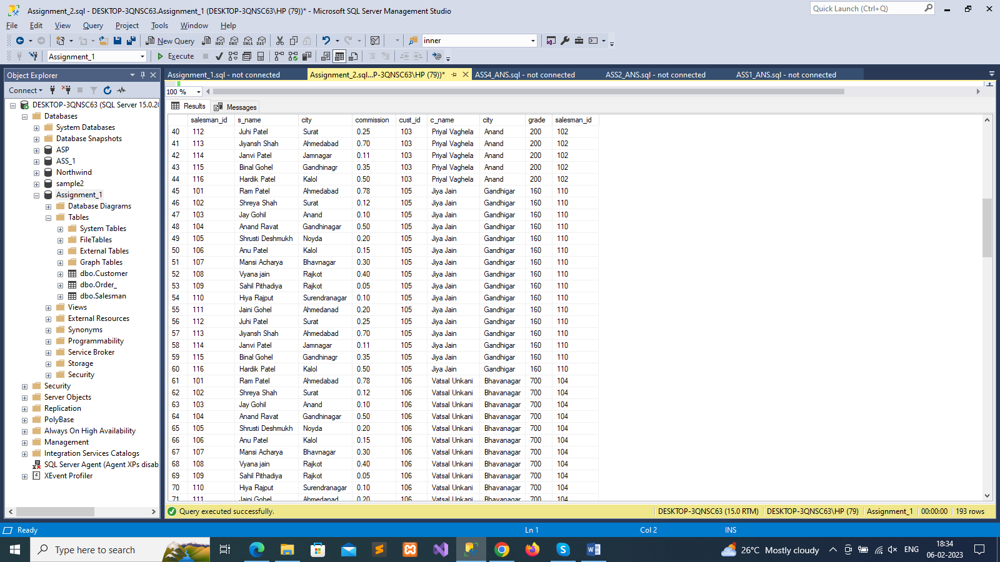 Assignment_2.sql - DESKTOP-3QNSC63.Assignment_1 (DESKTOP-3QNSC63\HP (79))* - Microsoft SQL Server Management Studio
Quick Launch (Ctrl+Q)
File Edit View Query Project Tools Window Help
New Query MDX DMX XMLA DAX inner
Assignment_1 Execute
Object Explorer
Connect
DESKTOP-3QNSC63 (SQL Server 15.0.20
Databases
System Databases
Database Snapshots
ASP
ASS_1
Northwind
sample2
Assignment_1
Database Diagrams
Tables
System Tables
FileTables
External Tables
Graph Tables
dbo.Customer
dbo.Order_
dbo.Salesman
Views
External Resources
Synonyms
Programmability
Service Broker
Storage
Security
Security
Server Objects
Replication
PolyBase
Always On High Availability
Management
Integration Services Catalogs
SQL Server Agent (Agent XPs disab
XEvent Profiler
Assignment_1.sql - not connected Assignment_2.sql...P-3QNSC63\HP (79))* ASS4_ANS.sql - not connected ASS2_ANS.sql - not connected ASS1_ANS.sql - not connected
100 %
Results Messages
salesman_id s_name city commission cust_id c_name city grade salesman_id
40 112 Juhi Patel Surat 0.25 103 Priyal Vaghela Anand 200 102
41 113 Jiyansh Shah Ahmedabad 0.70 103 Priyal Vaghela Anand 200 102
42 114 Janvi Patel Jamnagar 0.11 103 Priyal Vaghela Anand 200 102
43 115 Binal Gohel Gandhinagr 0.35 103 Priyal Vaghela Anand 200 102
44 116 Hardik Patel Kalol 0.50 103 Priyal Vaghela Anand 200 102
45 101 Ram Patel Ahmedabad 0.78 105 Jiya Jain Gandhigar 160 110
46 102 Shreya Shah Surat 0.12 105 Jiya Jain Gandhigar 160 110
47 103 Jay Gohil Anand 0.10 105 Jiya Jain Gandhigar 160 110
48 104 Anand Ravat Gandhinagar 0.50 105 Jiya Jain Gandhigar 160 110
49 105 Shrusti Deshmukh Noyda 0.20 105 Jiya Jain Gandhigar 160 110
50 106 Anu Patel Kalol 0.15 105 Jiya Jain Gandhigar 160 110
51 107 Mansi Acharya Bhavnagar 0.30 105 Jiya Jain Gandhigar 160 110
52 108 Vyana jain Rajkot 0.40 105 Jiya Jain Gandhigar 160 110
53 109 Sahil Pithadiya Rajkot 0.05 105 Jiya Jain Gandhigar 160 110
54 110 Hiya Rajput Surendranagar 0.10 105 Jiya Jain Gandhigar 160 110
55 111 Jaini Gohel Ahmedanad 0.20 105 Jiya Jain Gandhigar 160 110
56 112 Juhi Patel Surat 0.25 105 Jiya Jain Gandhigar 160 110
57 113 Jiyansh Shah Ahmedabad 0.70 105 Jiya Jain Gandhigar 160 110
58 114 Janvi Patel Jamnagar 0.11 105 Jiya Jain Gandhigar 160 110
59 115 Binal Gohel Gandhinagr 0.35 105 Jiya Jain Gandhigar 160 110
60 116 Hardik Patel Kalol 0.50 105 Jiya Jain Gandhigar 160 110
61 101 Ram Patel Ahmedabad 0.78 106 Vatsal Unkani Bhavanagar 700 104
62 102 Shreya Shah Surat 0.12 106 Vatsal Unkani Bhavanagar 700 104
63 103 Jay Gohil Anand 0.10 106 Vatsal Unkani Bhavanagar 700 104
64 104 Anand Ravat Gandhinagar 0.50 106 Vatsal Unkani Bhavanagar 700 104
65 105 Shrusti Deshmukh Noyda 0.20 106 Vatsal Unkani Bhavanagar 700 104
66 106 Anu Patel Kalol 0.15 106 Vatsal Unkani Bhavanagar 700 104
67 107 Mansi Acharya Bhavnagar 0.30 106 Vatsal Unkani Bhavanagar 700 104
68 108 Vyana jain Rajkot 0.40 106 Vatsal Unkani Bhavanagar 700 104
69 109 Sahil Pithadiya Rajkot 0.05 106 Vatsal Unkani Bhavanagar 700 104
70 110 Hiya Rajput Surendranagar 0.10 106 Vatsal Unkani Bhavanagar 700 104
71 111 Jaini Gohel Ahmedanad 0.20 106 Vatsal Unkani Bhavanagar 700 104
Query executed successfully. DESKTOP-3QNSC63 (15.0 RTM) DESKTOP-3QNSC63\HP (79) Assignment_1 00:00:00 193 rows
Ready Ln 1 Col 2 INS
Type here to search 26°C Mostly cloudy ENG 18:34
06-02-2023